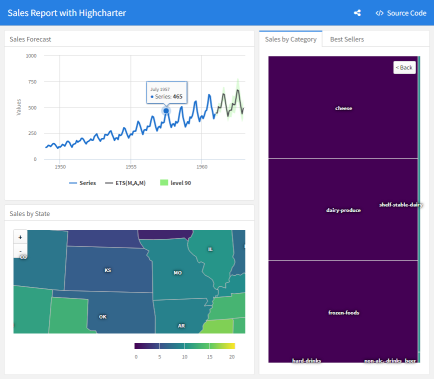 Sales Report with Highcharter
Source Code
Sales Forecast
1000
750
500
250
0
Values
July 1957
Series: 465
1950
1955
1960
Series
ETS(M,A,M)
level 90
Sales by State
+
-
CO
KS
MO
IL
OK
AR
0
5
10
15
20
Sales by Category
Best Sellers
< Back
cheese
dairy-produce
shelf-stable-dairy
frozen-foods
hard-drinks
non-alc.-drinks
beer